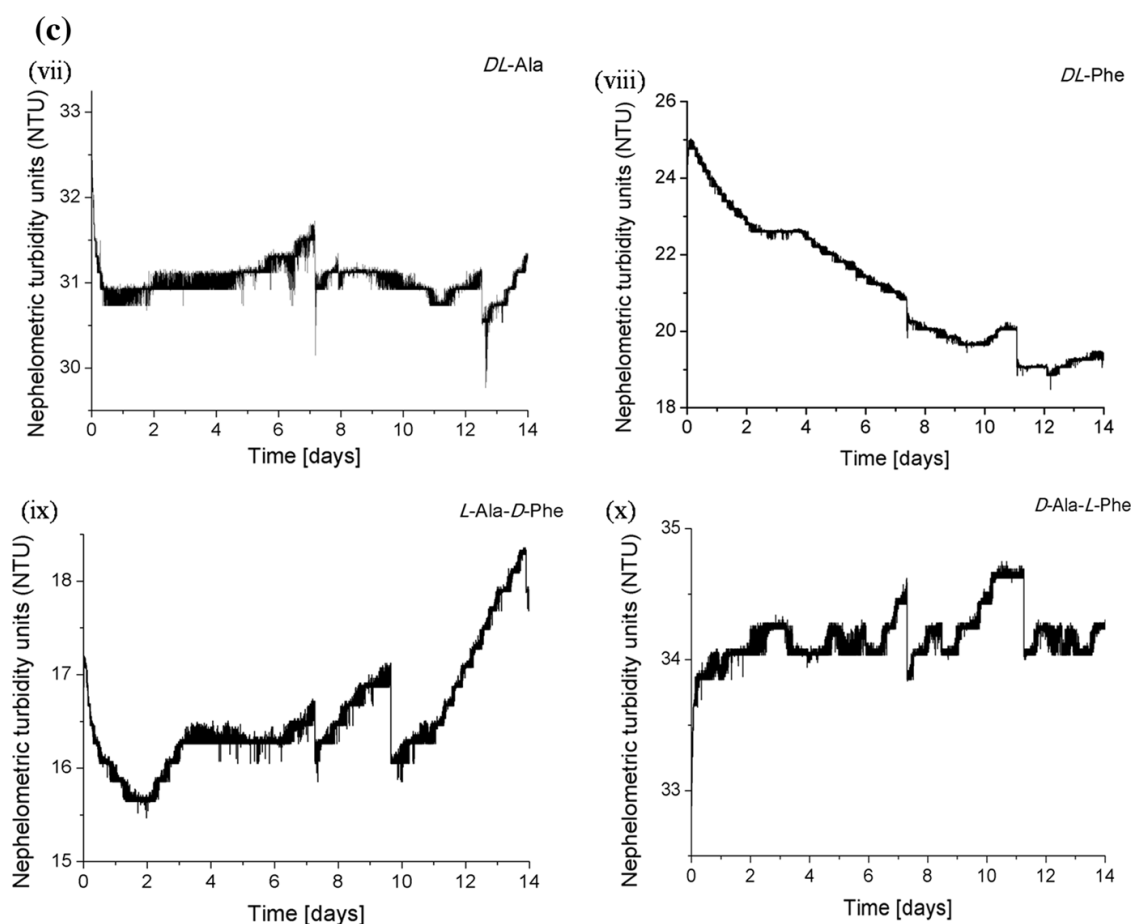 (c)
(vii)
DL-Ala
Nephelometric turbidity units (NTU)
33
32
31
30
0 2 4 6 8 10 12 14
Time [days]
(viii)
DL-Phe
Nephelometric turbidity units (NTU)
26
24
22
20
18
0 2 4 6 8 10 12 14
Time [days]
(ix)
L-Ala-D-Phe
Nephelometric turbidity units (NTU)
18
17
16
15
0 2 4 6 8 10 12 14
Time [days]
(x)
D-Ala-L-Phe
Nephelometric turbidity units (NTU)
35
34
33
0 2 4 6 8 10 12 14
Time [days]